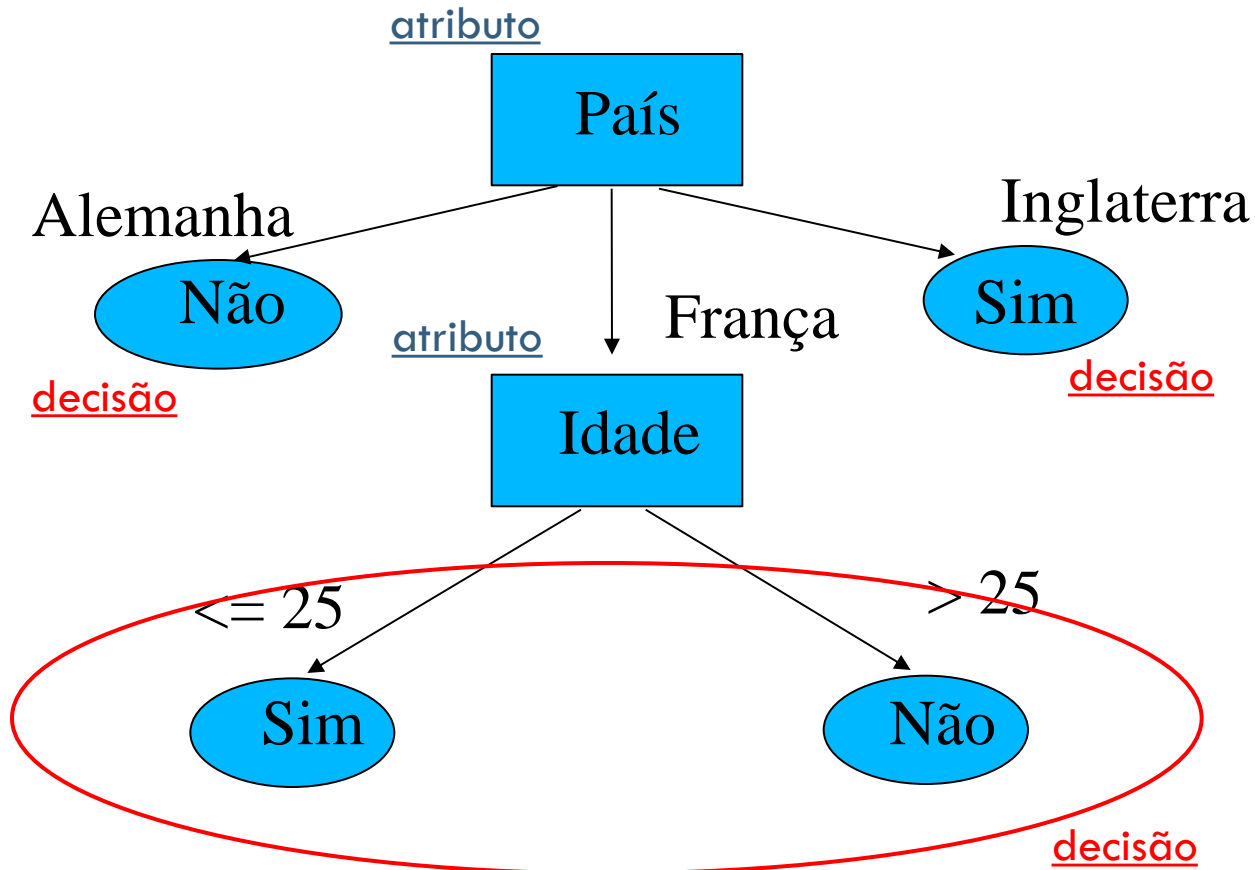 atributo
País
Alemanha
Inglaterra
Não
Sim
França
atributo
decisão
decisão
Idade
<= 25
> 25
Sim
Não
decisão